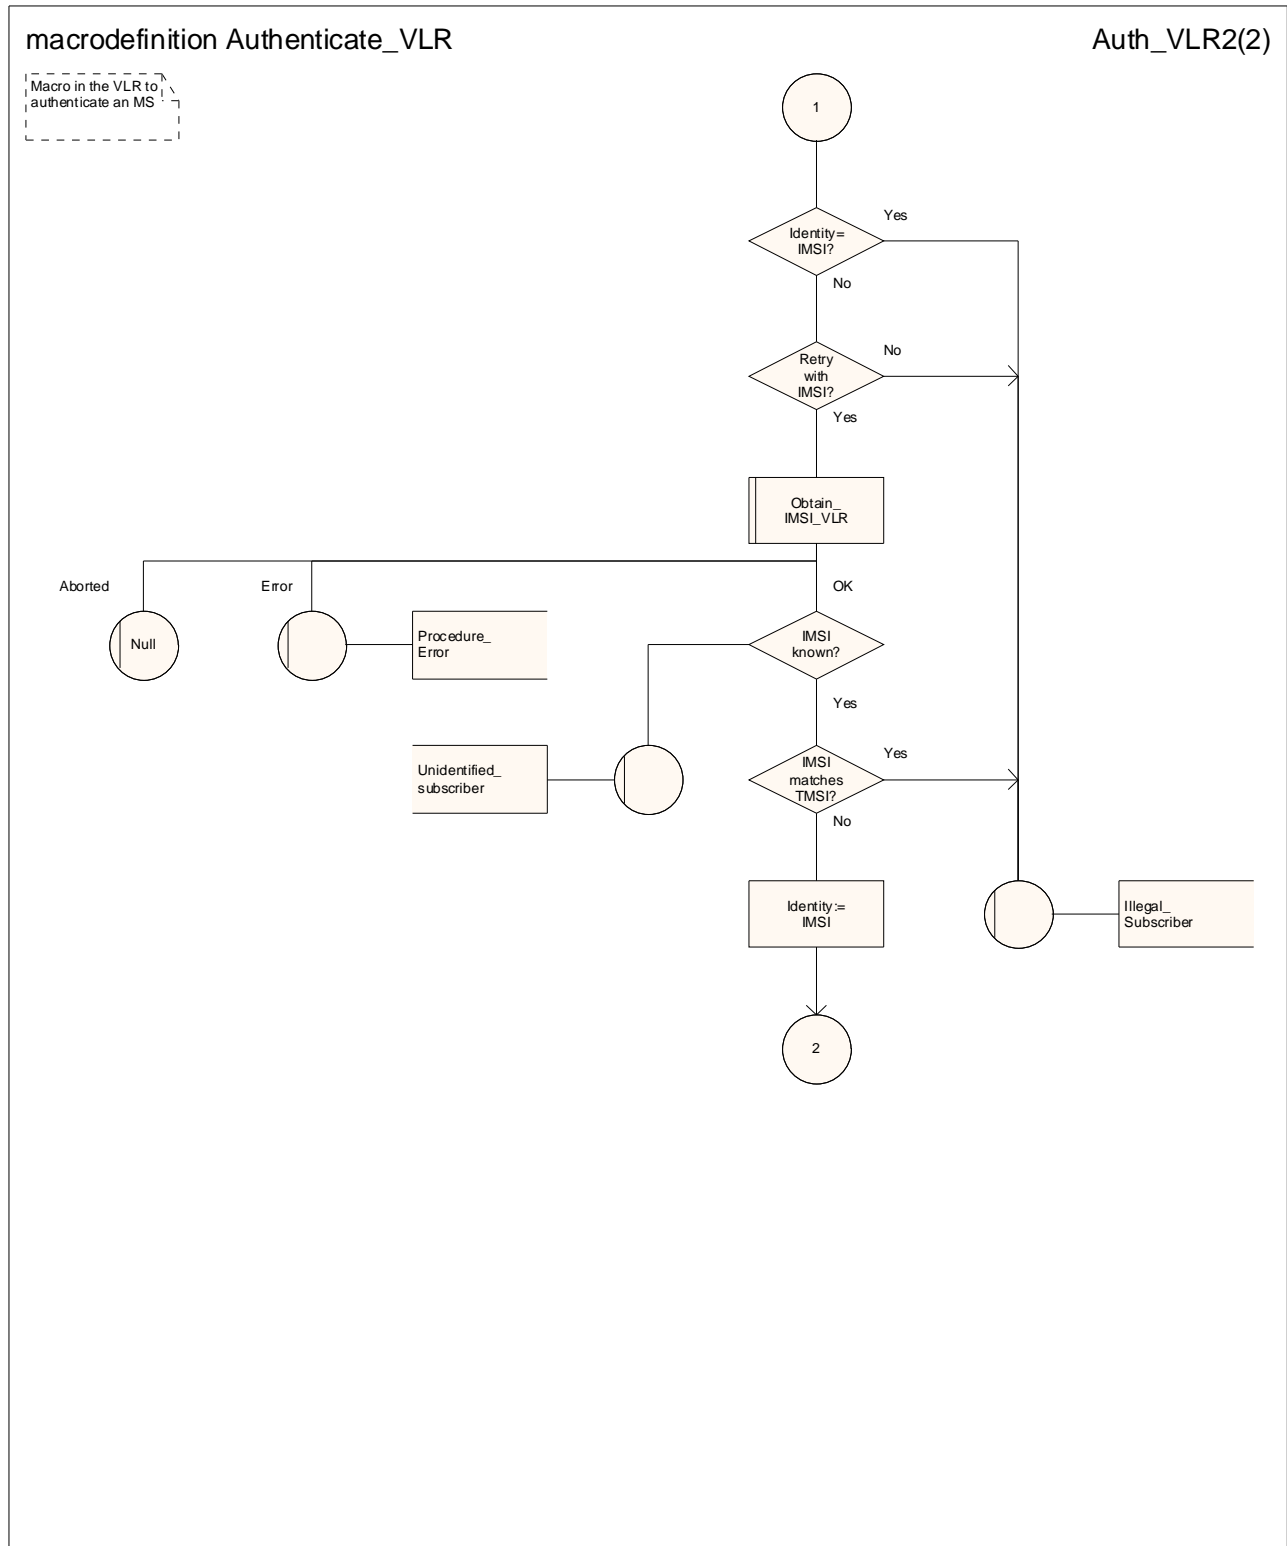 macrodefinition Authenticate_VLR
Auth_VLR2(2)
Macro in the VLR to
authenticate an MS
1
Yes
Identity=
IMSI?
No
No
Retry
with
IMSI?
Yes
Obtain_
IMSI_VLR
Aborted
Error
OK
Null
Procedure_
Error
IMSI
known?
Yes
Yes
Unidentified_
subscriber
IMSI
matches
TMSI?
No
Identity:=
IMSI
Illegal_
Subscriber
2